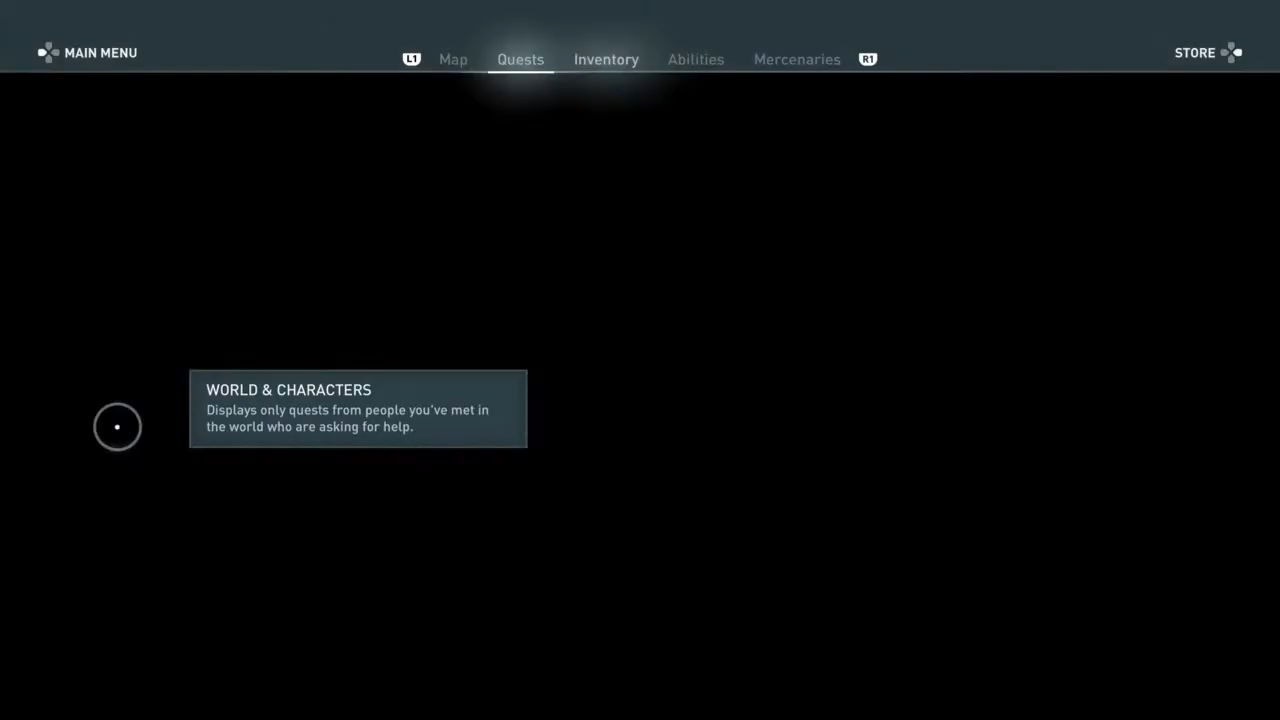 MAIN MENU
L1 Map Quests Inventory Abilities Mercenaries R1
STORE
WORLD & CHARACTERS
Displays only quests from people you've met in
the world who are asking for help.